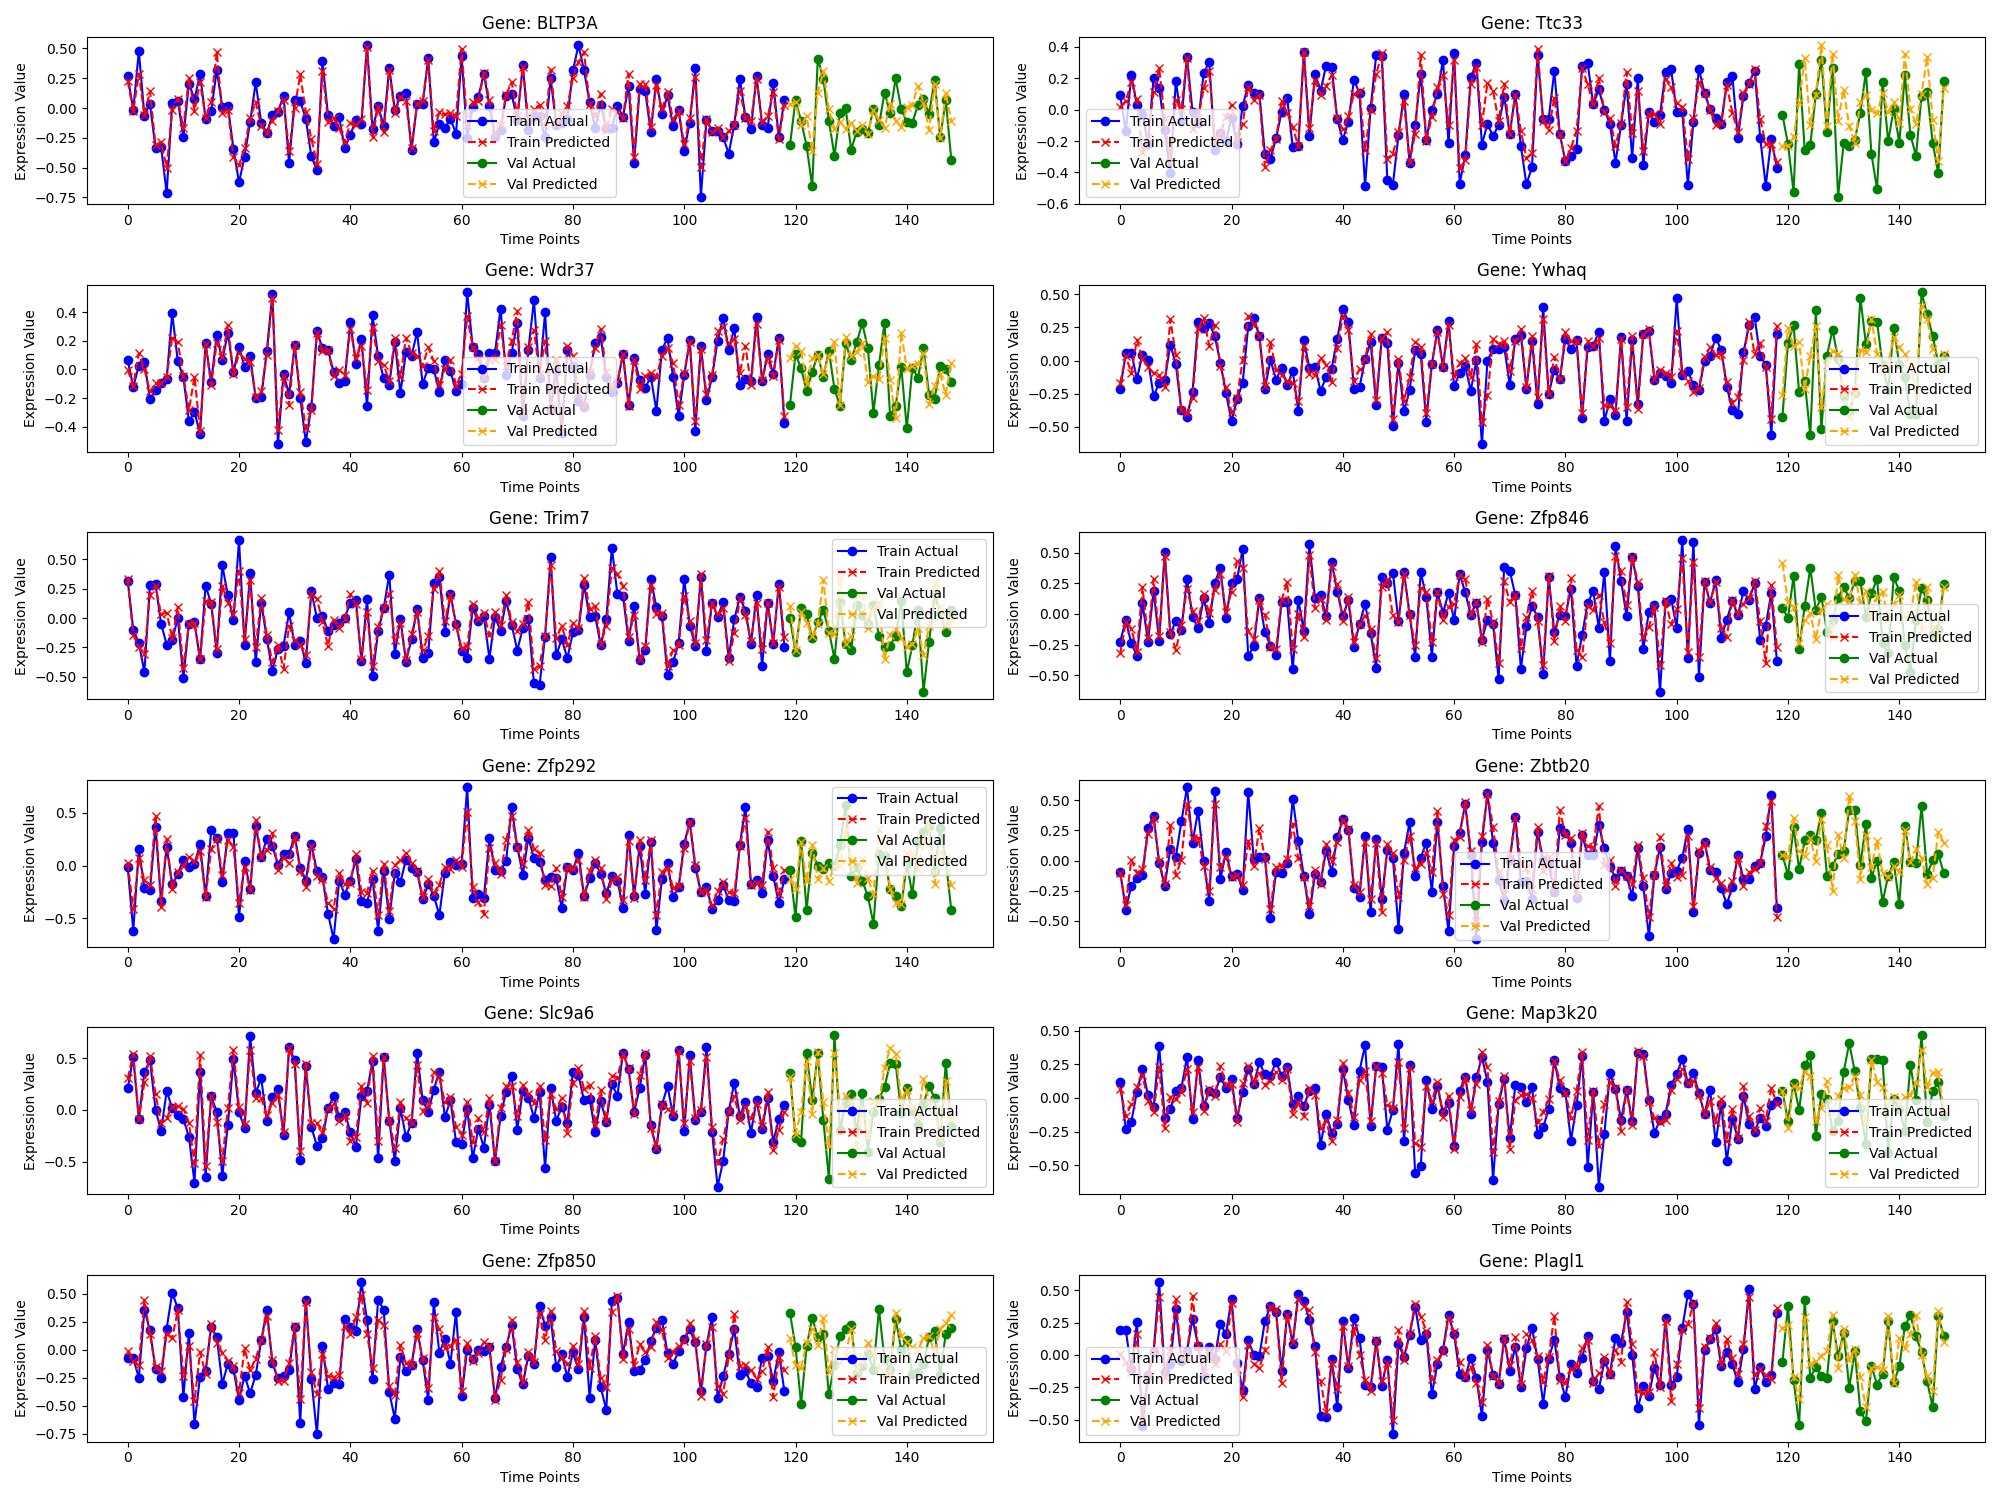 Gene: BLTP3A
Expression Value
0.50
0.25
0.00
−0.25
−0.50
−0.75
Train Actual
Train Predicted
Val Actual
Val Predicted
0 20 40 60 80 100 120 140
Time Points
Gene: Ttc33
Expression Value
0.4
0.2
0.0
−0.2
−0.4
−0.6
Train Actual
Train Predicted
Val Actual
Val Predicted
0 20 40 60 80 100 120 140
Time Points
Gene: Wdr37
Expression Value
0.4
0.2
0.0
−0.2
−0.4
Train Actual
Train Predicted
Val Actual
Val Predicted
0 20 40 60 80 100 120 140
Time Points
Gene: Ywhaq
Expression Value
0.50
0.25
0.00
−0.25
−0.50
Train Actual
Train Predicted
Val Actual
Val Predicted
0 20 40 60 80 100 120 140
Time Points
Gene: Trim7
Expression Value
0.50
0.25
0.00
−0.25
−0.50
Train Actual
Train Predicted
Val Actual
Val Predicted
0 20 40 60 80 100 120 140
Time Points
Gene: Zfp846
Expression Value
0.50
0.25
0.00
−0.25
−0.50
Train Actual
Train Predicted
Val Actual
Val Predicted
0 20 40 60 80 100 120 140
Time Points
Gene: Zfp292
Expression Value
0.5
0.0
−0.5
Train Actual
Train Predicted
Val Actual
Val Predicted
0 20 40 60 80 100 120 140
Time Points
Gene: Zbtb20
Expression Value
0.50
0.25
0.00
−0.25
−0.50
Train Actual
Train Predicted
Val Actual
Val Predicted
0 20 40 60 80 100 120 140
Time Points
Gene: Slc9a6
Expression Value
0.5
0.0
−0.5
Train Actual
Train Predicted
Val Actual
Val Predicted
0 20 40 60 80 100 120 140
Time Points
Gene: Map3k20
Expression Value
0.50
0.25
0.00
−0.25
−0.50
Train Actual
Train Predicted
Val Actual
Val Predicted
0 20 40 60 80 100 120 140
Time Points
Gene: Zfp850
Expression Value
0.50
0.25
0.00
−0.25
−0.50
−0.75
Train Actual
Train Predicted
Val Actual
Val Predicted
0 20 40 60 80 100 120 140
Time Points
Gene: Plagl1
Expression Value
0.50
0.25
0.00
−0.25
−0.50
Train Actual
Train Predicted
Val Actual
Val Predicted
0 20 40 60 80 100 120 140
Time Points